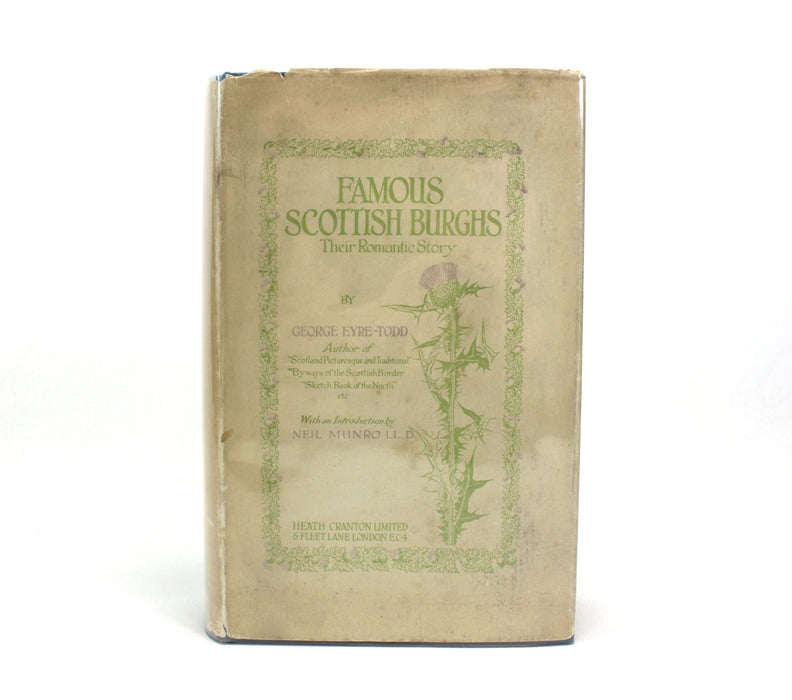 FAMOUS
SCOTTISH BURGHS
Their Romantic Story
BY
GEORGE EYRE-TODD
Author of
"Scotland Picturesque and Traditional"
"Byways of the Scottish Border
"Sketch Book of the North"
etc
With an Introduction by
NEIL MUNRO LL.D.
HEATH CRANTON LIMITED
6 FLEET LANE LONDON E.C.4